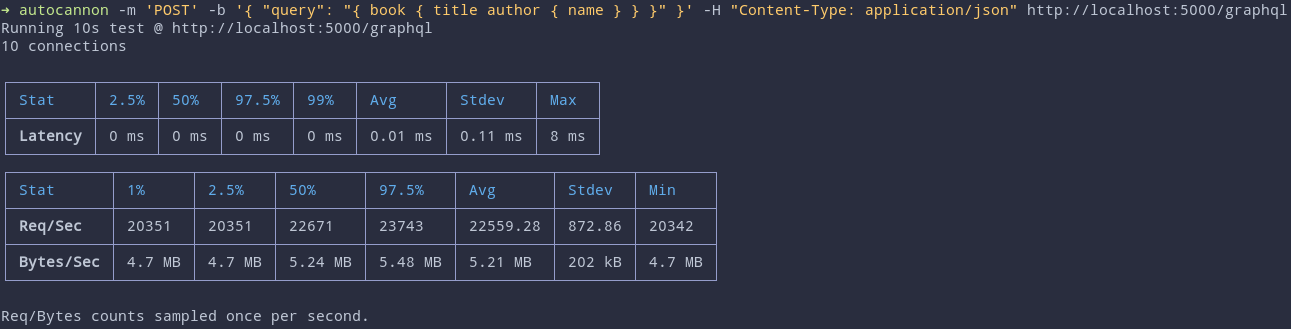 ➜ autocannon -m 'POST' -b '{ "query": "{ book { title author { name } } }" }' -H "Content-Type: application/json" http://localhost:5000/graphql
Running 10s test @ http://localhost:5000/graphql
10 connections
Stat 2.5% 50% 97.5% 99% Avg Stdev Max
Latency 0 ms 0 ms 0 ms 0 ms 0.01 ms 0.11 ms 8 ms
Stat 1% 2.5% 50% 97.5% Avg Stdev Min
Req/Sec 20351 20351 22671 23743 22559.28 872.86 20342
Bytes/Sec 4.7 MB 4.7 MB 5.24 MB 5.48 MB 5.21 MB 202 kB 4.7 MB
Req/Bytes counts sampled once per second.